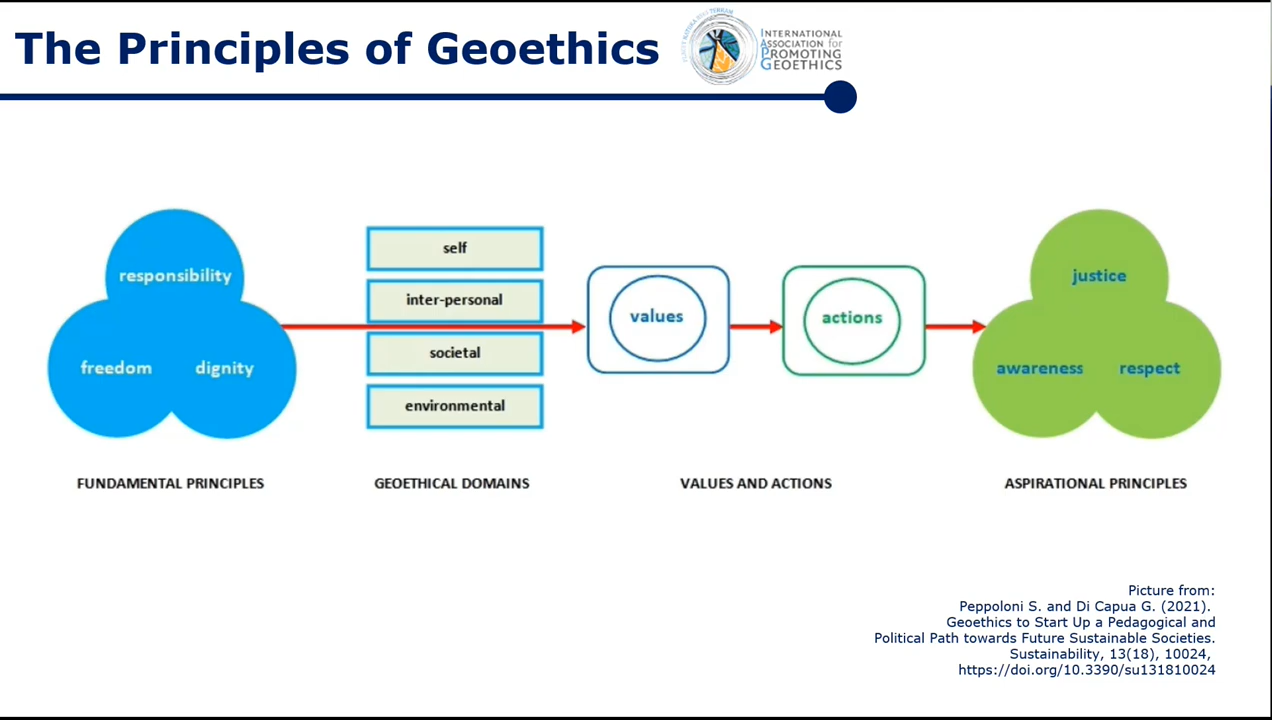 The Principles of Geoethics
INTERNATIONAL
ASSOCIATION for
PROMOTING
GEOETHICS
responsibility
freedom dignity
self
inter-personal
societal
environmental
values
actions
justice
awareness respect
FUNDAMENTAL PRINCIPLES
GEOETHICAL DOMAINS
VALUES AND ACTIONS
ASPIRATIONAL PRINCIPLES
Picture from:
Peppoloni S. and Di Capua G. (2021).
Geoethics to Start Up a Pedagogical and
Political Path towards Future Sustainable Societies.
Sustainability, 13(18), 10024,
https://doi.org/10.3390/su131810024